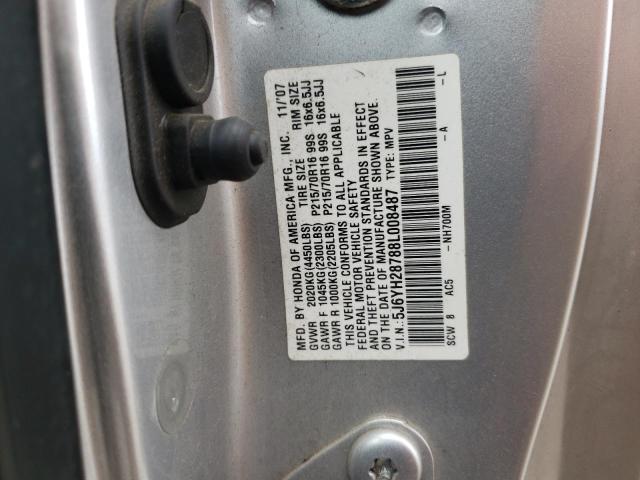 MFD. BY HONDA OF AMERICA MFG., INC. 11/'07
GVWR 2020KG(4450LBS) TIRE SIZE RIM SIZE
GAWR F 1045KG(2300LBS) P215/70R16 99S 16x6.5JJ
GAWR R 1000KG(2205LBS) P215/70R16 99S 16x6.5JJ
THIS VEHICLE CONFORMS TO ALL APPLICABLE
FEDERAL MOTOR VEHICLE SAFETY
AND THEFT PREVENTION STANDARDS IN EFFECT
ON THE DATE OF MANUFACTURE SHOWN ABOVE.
V.I.N.: 5J6YH28788L008487 TYPE: MPV
SCW 8 AC5 -NH700M -A -L